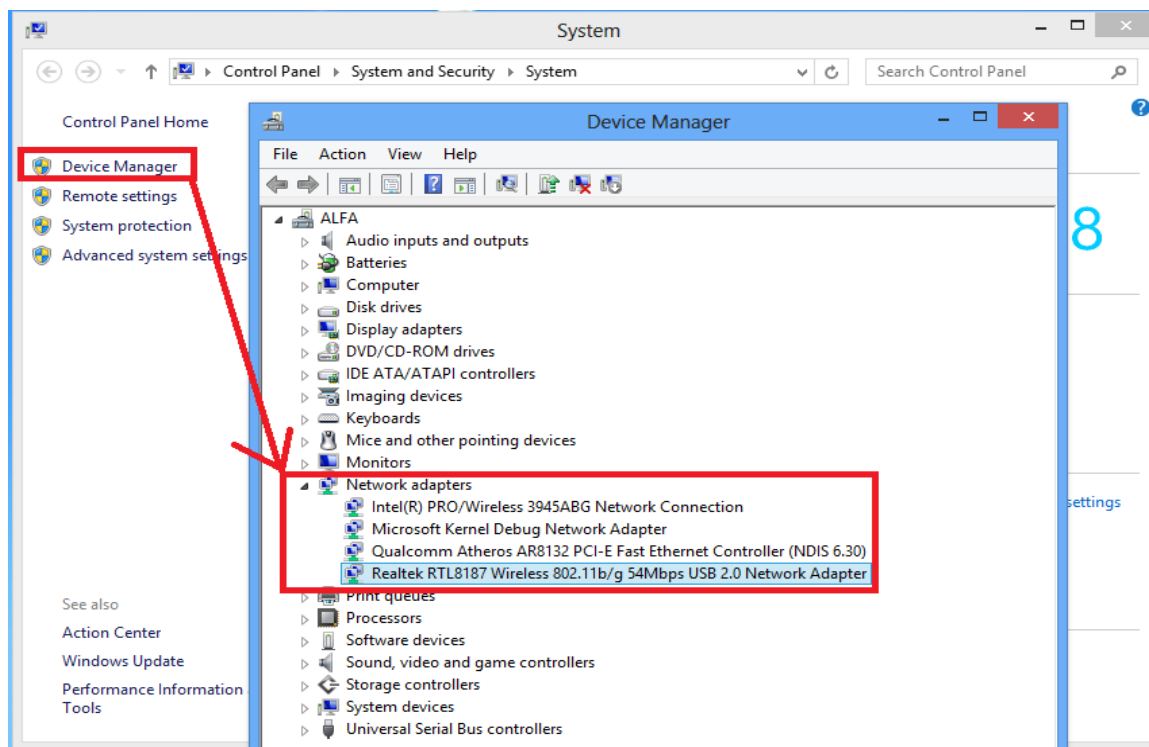 System
Control Panel System and Security System
Search Control Panel
Control Panel Home
Device Manager
Remote settings
System protection
Advanced system settings
See also
Action Center
Windows Update
Performance Information
Tools
Device Manager
File Action View Help
ALFA
Audio inputs and outputs
Batteries
Computer
Disk drives
Display adapters
DVD/CD-ROM drives
IDE ATA/ATAPI controllers
Imaging devices
Keyboards
Mice and other pointing devices
Monitors
Network adapters
Intel(R) PRO/Wireless 3945ABG Network Connection
Microsoft Kernel Debug Network Adapter
Qualcomm Atheros AR8132 PCI-E Fast Ethernet Controller (NDIS 6.30)
Realtek RTL8187 Wireless 802.11b/g 54Mbps USB 2.0 Network Adapter
Print queues
Processors
Software devices
Sound, video and game controllers
Storage controllers
System devices
Universal Serial Bus controllers
8
settings